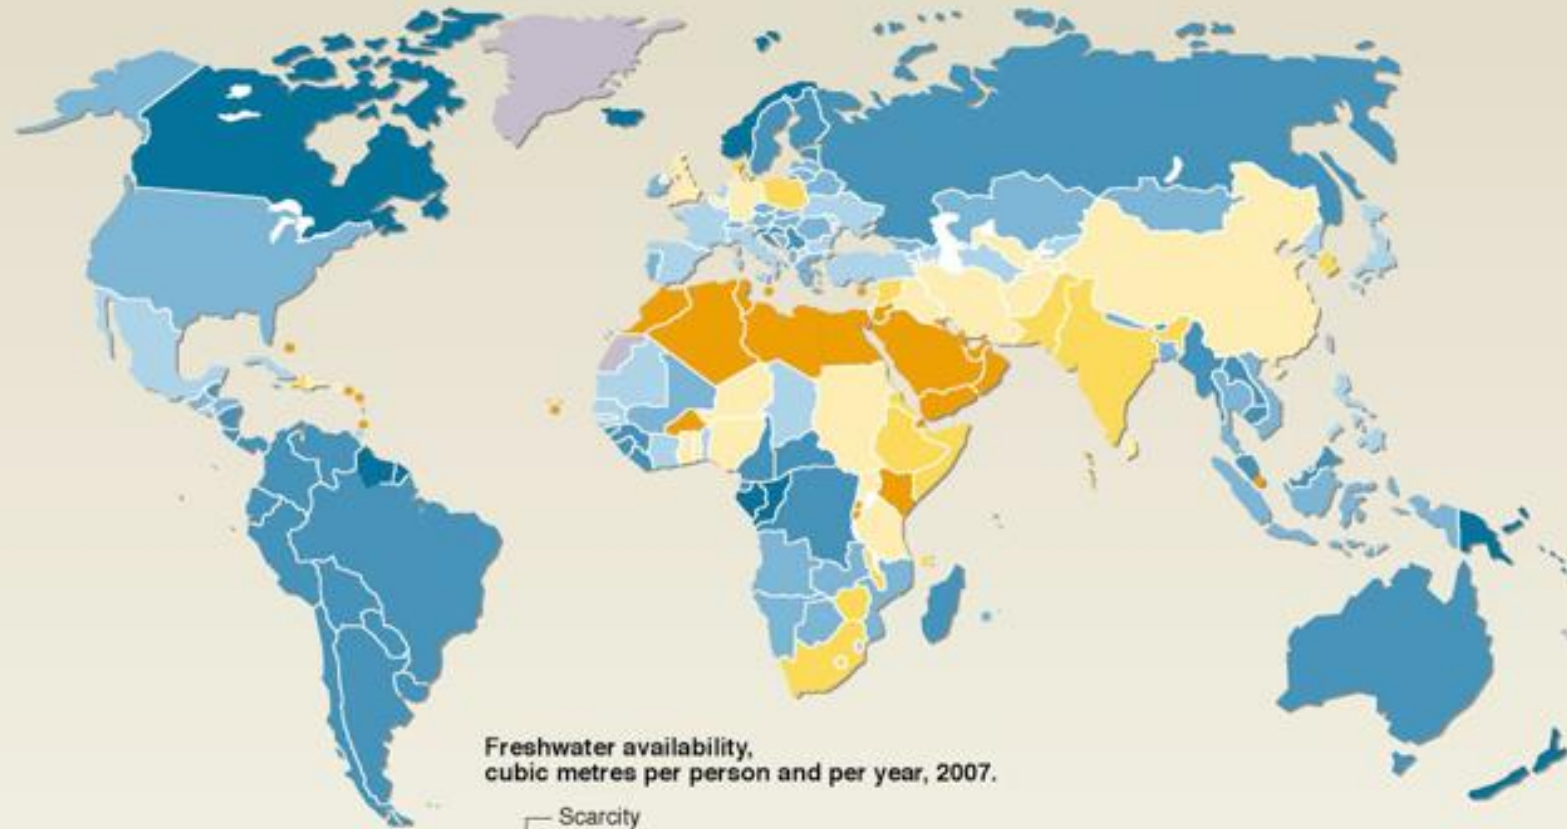 Freshwater availability,
cubic metres per person and per year, 2007.
Scarcity